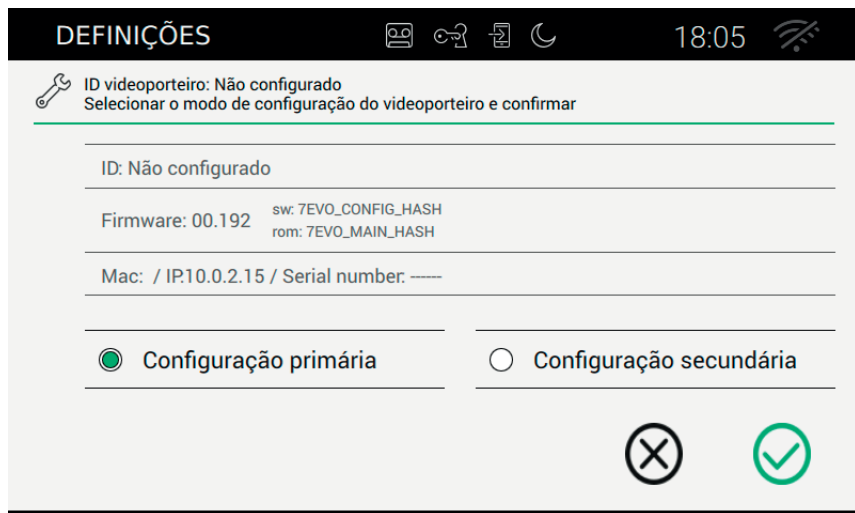 DEFINIÇÕES
18:05
ID videoporteiro: Não configurado
Selecionar o modo de configuração do videoporteiro e confirmar
ID: Não configurado
Firmware: 00.192
sw: 7EVO_CONFIG_HASH
rom: 7EVO_MAIN_HASH
Mac: / IP.10.0.2.15 / Serial number: ------
Configuração primária
Configuração secundária